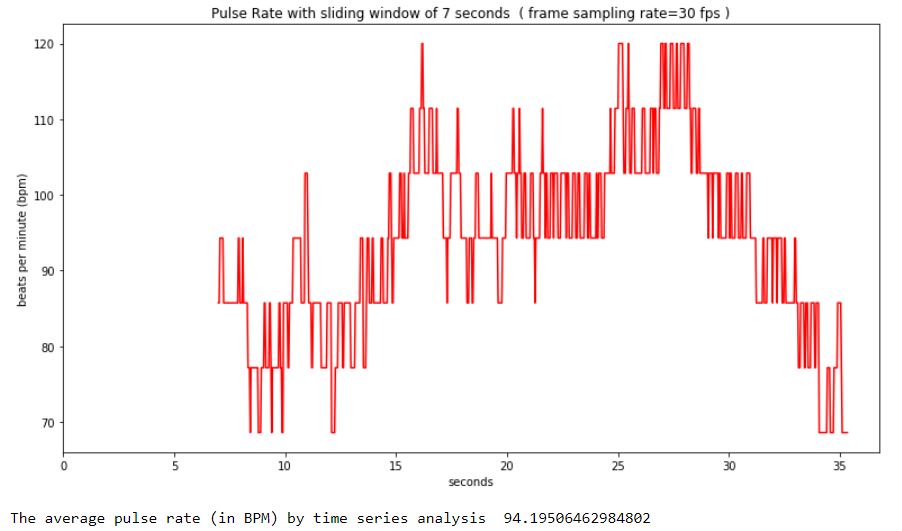 Pulse Rate with sliding window of 7 seconds  ( frame sampling rate=30 fps )
120
110
100
90
80
70
beats per minute (bpm)
0 5 10 15 20 25 30 35
seconds
The average pulse rate (in BPM) by time series analysis  94.19506462984802